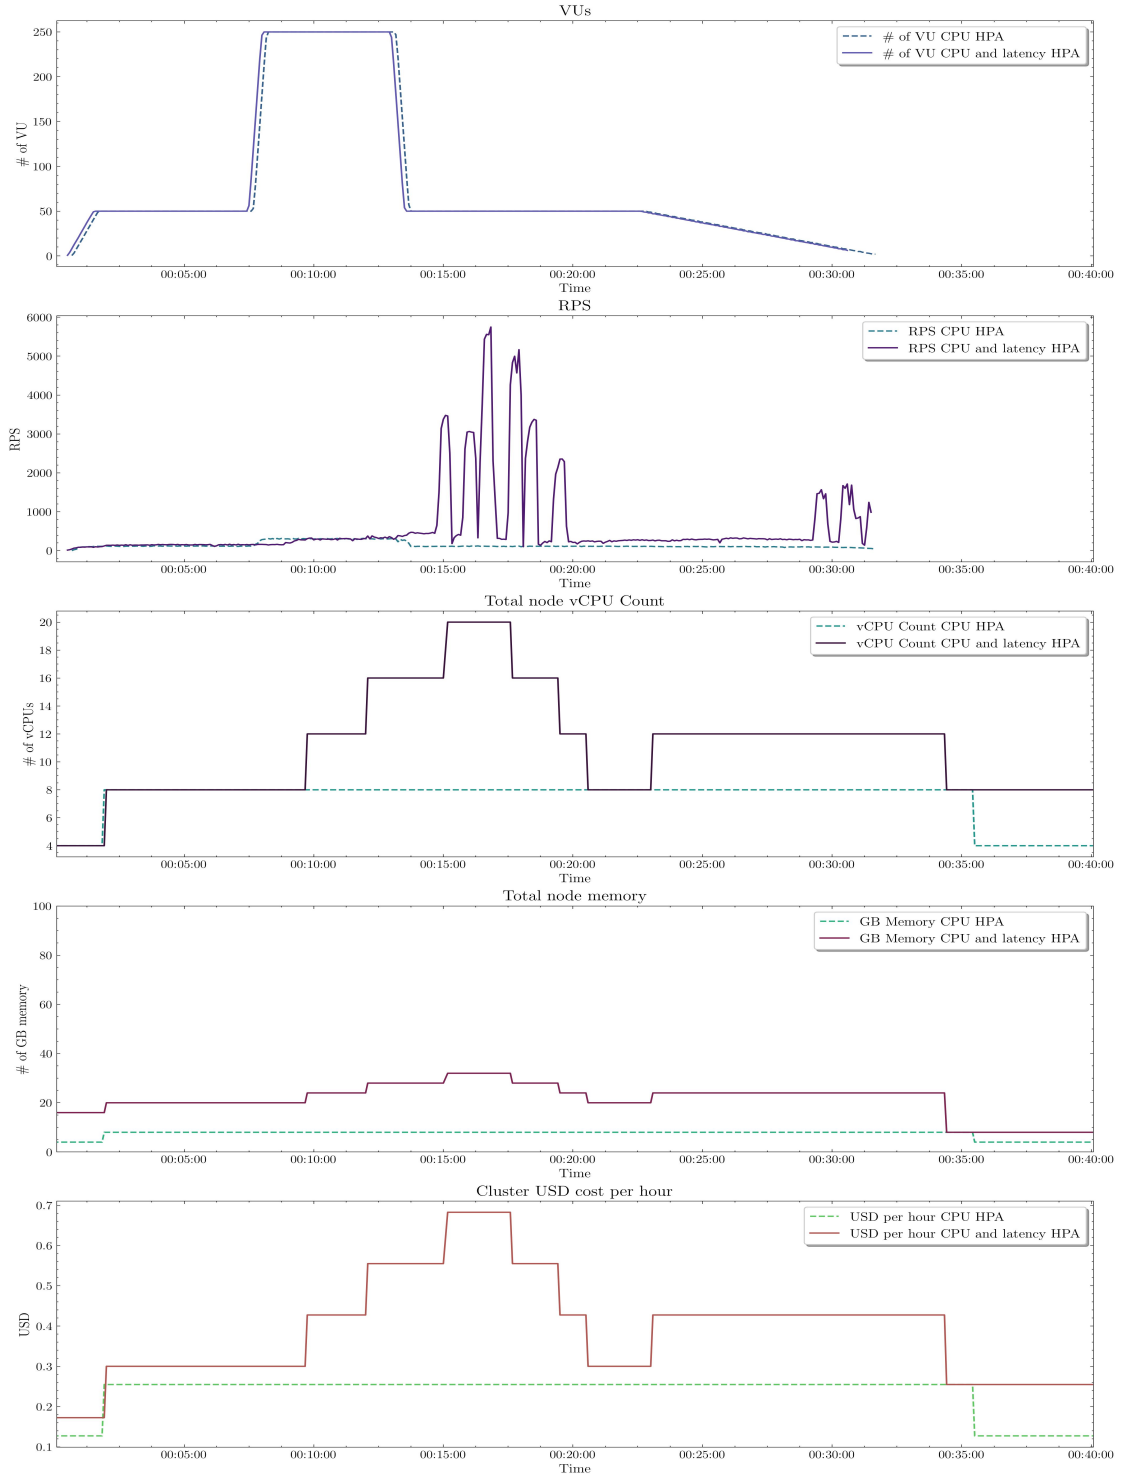 VUs
# of VU
250
200
150
100
50
0
# of VU CPU HPA
# of VU CPU and latency HPA
00:05:00 00:10:00 00:15:00 00:20:00 00:25:00 00:30:00 00:35:00 00:40:00
Time
RPS
RPS
6000
5000
4000
3000
2000
1000
0
RPS CPU HPA
RPS CPU and latency HPA
00:05:00 00:10:00 00:15:00 00:20:00 00:25:00 00:30:00 00:35:00 00:40:00
Time
Total node vCPU Count
# of vCPUs
20
18
16
14
12
10
8
6
4
vCPU Count CPU HPA
vCPU Count CPU and latency HPA
00:05:00 00:10:00 00:15:00 00:20:00 00:25:00 00:30:00 00:35:00 00:40:00
Time
Total node memory
# of GB memory
100
80
60
40
20
0
GB Memory CPU HPA
GB Memory CPU and latency HPA
00:05:00 00:10:00 00:15:00 00:20:00 00:25:00 00:30:00 00:35:00 00:40:00
Time
Cluster USD cost per hour
USD
0.7
0.6
0.5
0.4
0.3
0.2
0.1
USD per hour CPU HPA
USD per hour CPU and latency HPA
00:05:00 00:10:00 00:15:00 00:20:00 00:25:00 00:30:00 00:35:00 00:40:00
Time